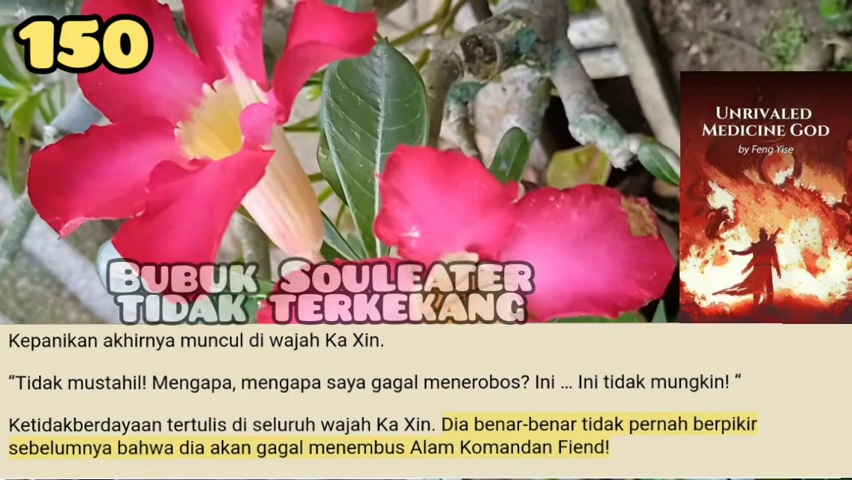 150
UNRIVALED
MEDICINE GOD
by Feng Yise
BUBUK SOULEATER
TIDAK TERKEKANG
Kepanikan akhirnya muncul di wajah Ka Xin.
“Tidak mustahil! Mengapa, mengapa saya gagal menerobos? Ini ... Ini tidak mungkin! “
Ketidakberdayaan tertulis di seluruh wajah Ka Xin. Dia benar-benar tidak pernah berpikir
sebelumnya bahwa dia akan gagal menembus Alam Komandan Fiend!